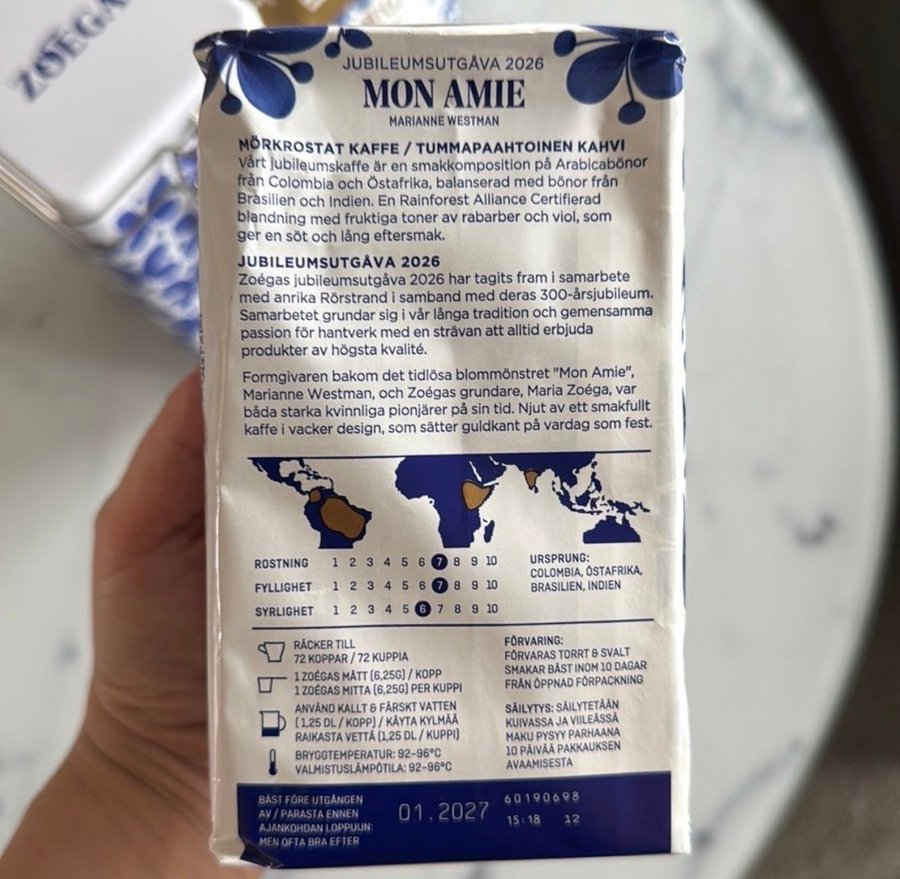 ZOÉGAS
JUBILEUMSUTGÅVA 2026
MON AMIE
MARIANNE WESTMAN
MÖRKROSTAT KAFFE / TUMMAPAAHTOINEN KAHVI
Vårt jubileumskaffe är en smakkomposition på Arabicabönor
från Colombia och Östafrika, balanserad med bönor från
Brasilien och Indien. En Rainforest Alliance Certifierad
blandning med fruktiga toner av rabarber och viol, som
ger en söt och lång eftersmak.
JUBILEUMSUTGÅVA 2026
Zoégas jubileumsutgåva 2026 har tagits fram i samarbete
med anrika Rörstrand i samband med deras 300-årsjubileum.
Samarbetet grundar sig i vår långa tradition och gemensamma
passion för hantverk med en strävan att alltid erbjuda
produkter av högsta kvalité.
Formgivaren bakom det tidlösa blommönstret "Mon Amie",
Marianne Westman, och Zoégas grundare, Maria Zoéga, var
båda starka kvinnliga pionjärer på sin tid. Njut av ett smakfullt
kaffe i vacker design, som sätter guldkant på vardag som fest.
ROSTNING 1 2 3 4 5 6 7 8 9 10
FYLLIGHET 1 2 3 4 5 6 7 8 9 10
SYRLIGHET 1 2 3 4 5 6 7 8 9 10
URSPRUNG:
COLOMBIA, ÖSTAFRIKA,
BRASILIEN, INDIEN
RÄCKER TILL
72 KOPPAR / 72 KUPPIA
1 ZOÉGAS MÅTT (6,25G) / KOPP
1 ZOÉGAS MITTA (6,25G) PER KUPPI
ANVÄND KALLT & FÄRSKT VATTEN
(1,25 DL / KOPP) / KÄYTÄ KYLMÄÄ
RAIKASTA VETTÄ (1,25 DL / KUPPI)
BRYGGTEMPERATUR: 92-96°C
VALMISTUSLÄMPÖTILA: 92-96°C
FÖRVARING:
FÖRVARAS TORRT & SVALT
SMAKAR BÄST INOM 10 DAGAR
FRÅN ÖPPNAD FÖRPACKNING
SÄILYTYS: SÄILYTETÄÄN
KUIVASSA JA VIILEÄSSÄ
MAKU PYSYY PARHAANA
10 PÄIVÄÄ PAKKAUKSEN
AVAAMISESTA
BÄST FÖRE UTGÅNGEN
AV / PARASTA ENNEN
AJANKOHDAN LOPPUUN:
MEN OFTA BRA EFTER
01.2027
60190698
15:18 12